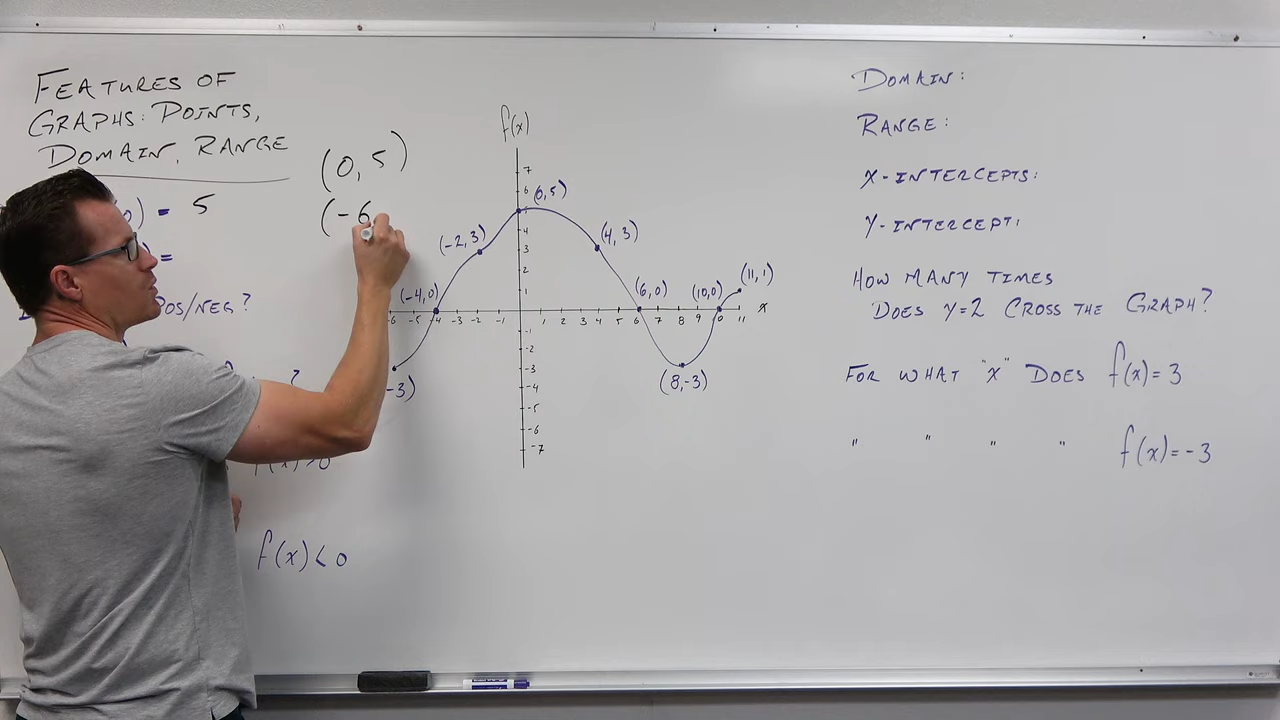 FEATURES OF
GRAPHS: POINTS,
DOMAIN, RANGE
) = 5
) =
POS/NEG?
?
f(x) > 0
f(x) < 0
(0, 5)
(-6
f(x)
7
6
5
4
3
2
1
-1
-2
-3
-4
-5
-6
-7
-6 -5 -4 -3 -2 -1 1 2 3 4 5 6 7 8 9 10 11 x
-3)
(-4,0)
(-2,3)
(0,5)
(4,3)
(6,0)
(8,-3)
(10,0)
(11,1)
DOMAIN:
RANGE:
X-INTERCEPTS:
Y-INTERCEPT:
HOW MANY TIMES
DOES Y=2 CROSS THE GRAPH?
FOR WHAT "X" DOES f(x) = 3
" " " " f(x) = -3